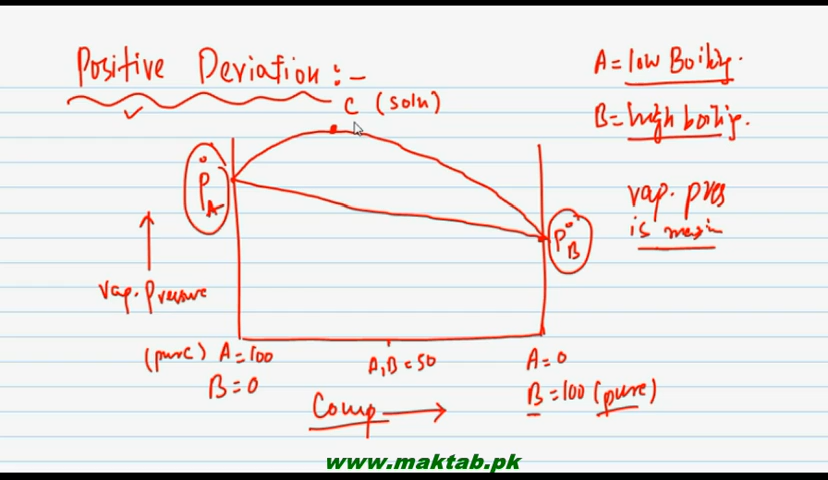 Positive Deviation :-
C (Soln)
A = low Boiling.
B = high boiling.
vap. pres
is maxim
P°A
P°B
Vap. Pressure
(pure) A = 100
B = 0
A, B = 50
A = 0
B = 100 (pure)
Comp
www.maktab.pk